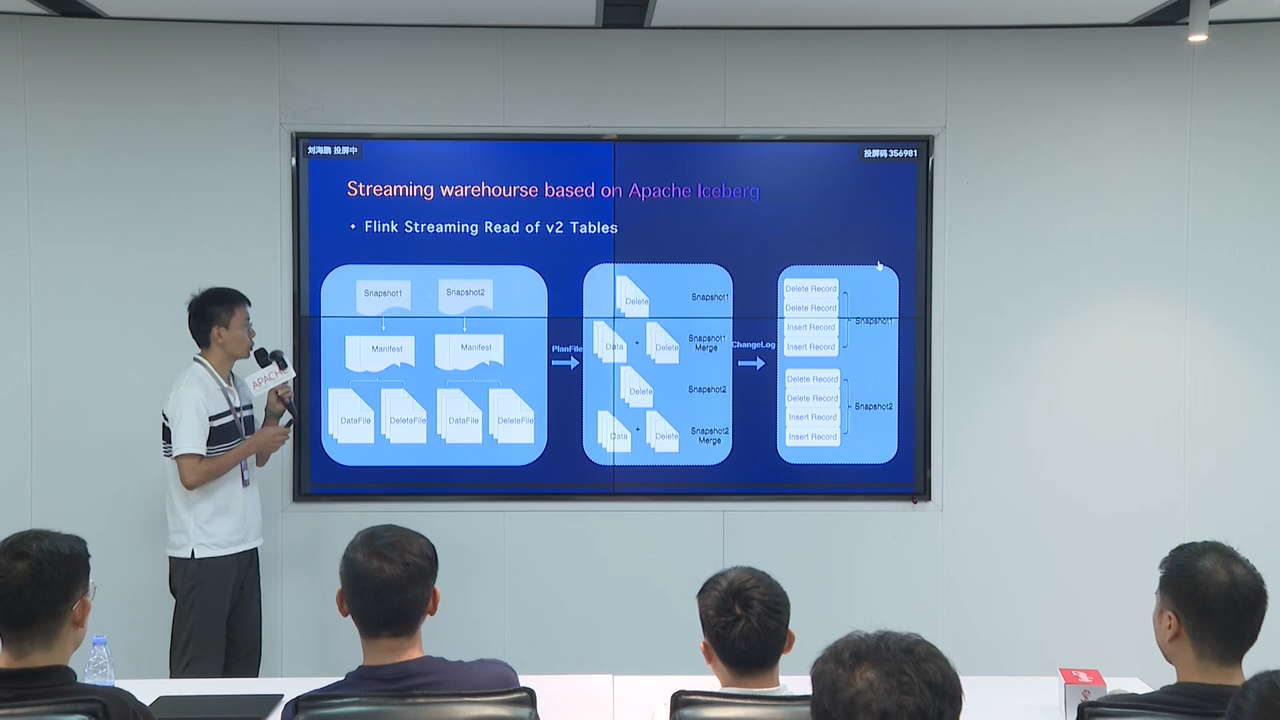 刘海鹏 投屏中
投屏码 356981
Streaming warehourse based on Apache Iceberg
• Flink Streaming Read of v2 Tables
Snapshot1
Snapshot2
Manifest
Manifest
DataFile
DeleteFile
DataFile
DeleteFile
PlanFile
Delete
Snapshot1
Data
+
Delete
Snapshot1
Merge
Delete
Snapshot2
Data
+
Delete
Snapshot2
Merge
ChangeLog
Delete Record
Delete Record
Insert Record
Insert Record
Snapshot1
Delete Record
Delete Record
Insert Record
Insert Record
Snapshot2
APACHE